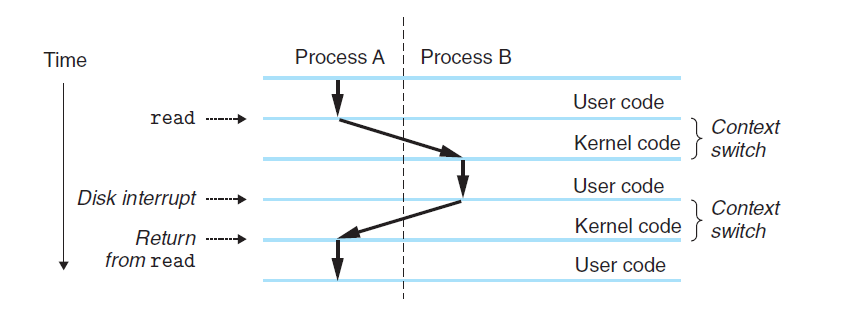 Time
Process A
Process B
User code
read
Kernel code
Context
switch
User code
Disk interrupt
Kernel code
Context
switch
Return
from read
User code